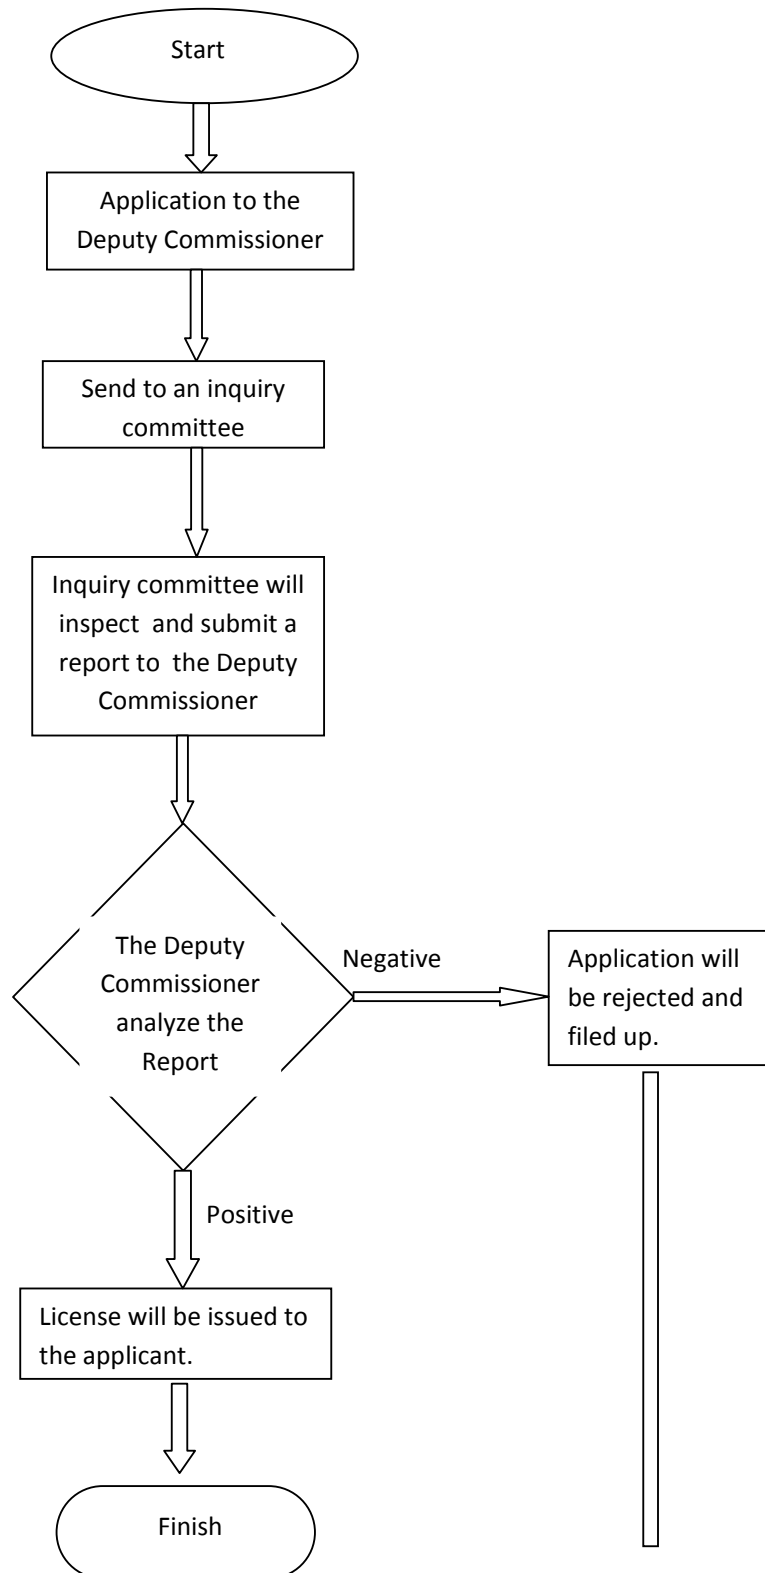 Start
Application to the
Deputy Commissioner
Send to an inquiry
committee
Inquiry committee will
inspect and submit a
report to the Deputy
Commissioner
The Deputy
Commissioner
analyze the
Report
Negative
Application will
be rejected and
filed up.
Positive
License will be issued to
the applicant.
Finish